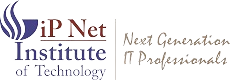 iP Net
Institute
of Technology
Next Generation
IT Professionals